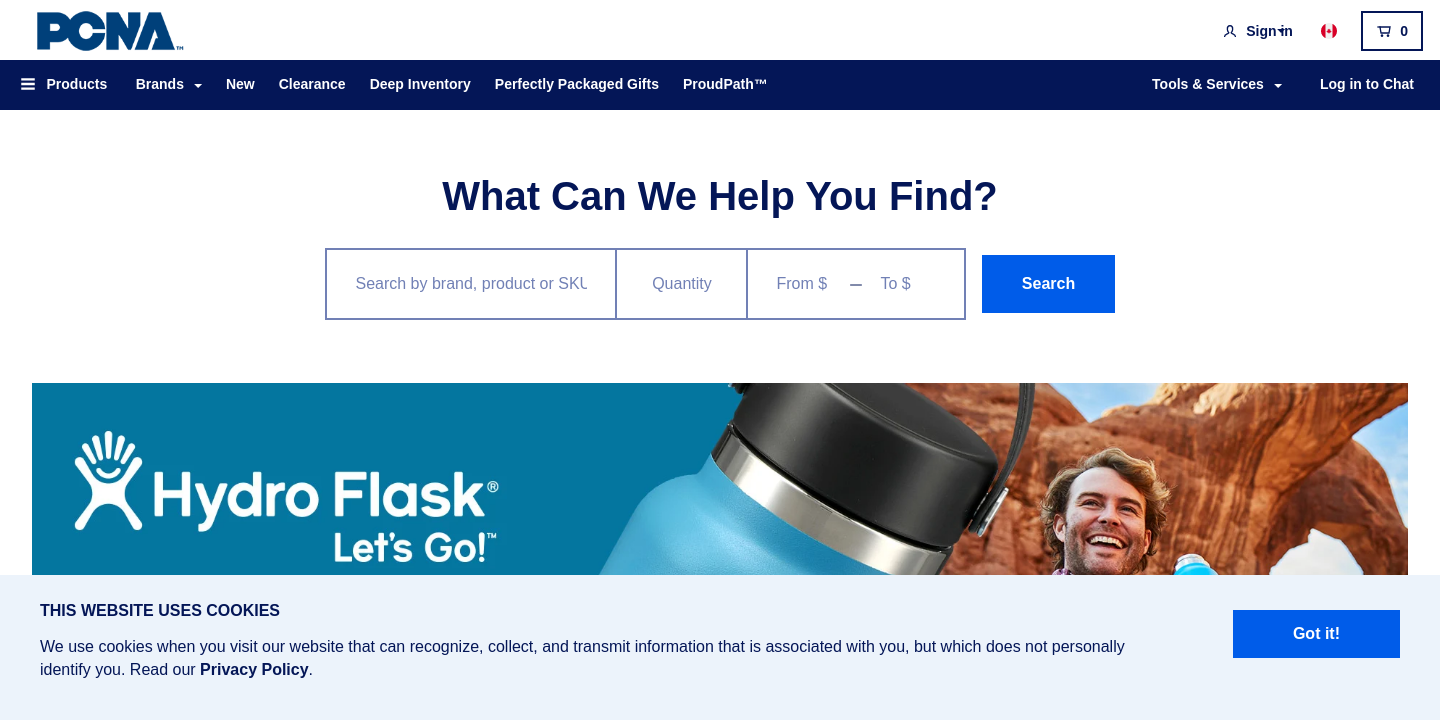 PCNA™
Sign in
0
Products
Brands
New
Clearance
Deep Inventory
Perfectly Packaged Gifts
ProudPath™
Tools & Services
Log in to Chat
What Can We Help You Find?
Search by brand, product or SKU
Quantity
From $
To $
Search
Hydro Flask®
Let's Go!™
THIS WEBSITE USES COOKIES
We use cookies when you visit our website that can recognize, collect, and transmit information that is associated with you, but which does not personally
identify you. Read our Privacy Policy.
Got it!